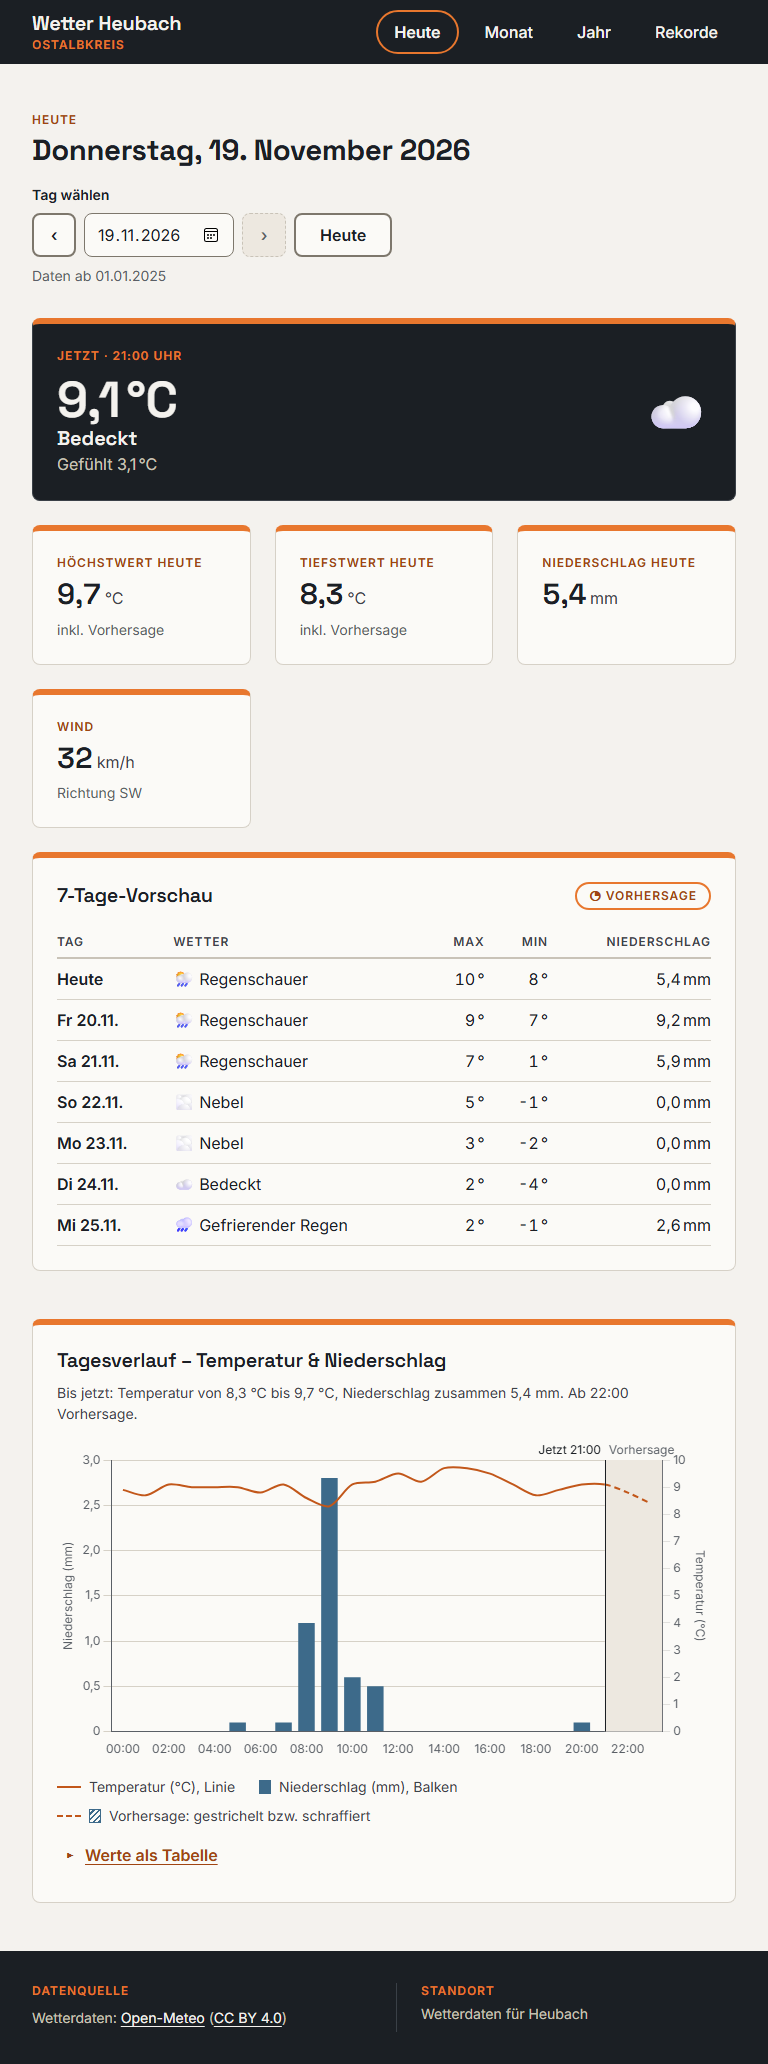 Wetter Heubach
OSTALBKREIS
Heute Monat Jahr Rekorde
HEUTE
Donnerstag, 19. November 2026
Tag wählen
‹ 19.11.2026 › Heute
Daten ab 01.01.2025
JETZT · 21:00 UHR
9,1 °C
Bedeckt
Gefühlt 3,1 °C
HÖCHSTWERT HEUTE
9,7 °C
inkl. Vorhersage
TIEFSTWERT HEUTE
8,3 °C
inkl. Vorhersage
NIEDERSCHLAG HEUTE
5,4 mm
WIND
32 km/h
Richtung SW
7-Tage-Vorschau
VORHERSAGE
TAG WETTER MAX MIN NIEDERSCHLAG
Heute Regenschauer 10 ° 8 ° 5,4 mm
Fr 20.11. Regenschauer 9 ° 7 ° 9,2 mm
Sa 21.11. Regenschauer 7 ° 1 ° 5,9 mm
So 22.11. Nebel 5 ° -1 ° 0,0 mm
Mo 23.11. Nebel 3 ° -2 ° 0,0 mm
Di 24.11. Bedeckt 2 ° -4 ° 0,0 mm
Mi 25.11. Gefrierender Regen 2 ° -1 ° 2,6 mm
Tagesverlauf – Temperatur & Niederschlag
Bis jetzt: Temperatur von 8,3 °C bis 9,7 °C, Niederschlag zusammen 5,4 mm. Ab 22:00
Vorhersage.
Jetzt 21:00 Vorhersage
Niederschlag (mm)
3,0
2,5
2,0
1,5
1,0
0,5
0
10
9
8
7
6
5
4
3
2
1
0
Temperatur (°C)
00:00 02:00 04:00 06:00 08:00 10:00 12:00 14:00 16:00 18:00 20:00 22:00
Temperatur (°C), Linie Niederschlag (mm), Balken
Vorhersage: gestrichelt bzw. schraffiert
▸ Werte als Tabelle
DATENQUELLE
Wetterdaten: Open-Meteo (CC BY 4.0)
STANDORT
Wetterdaten für Heubach